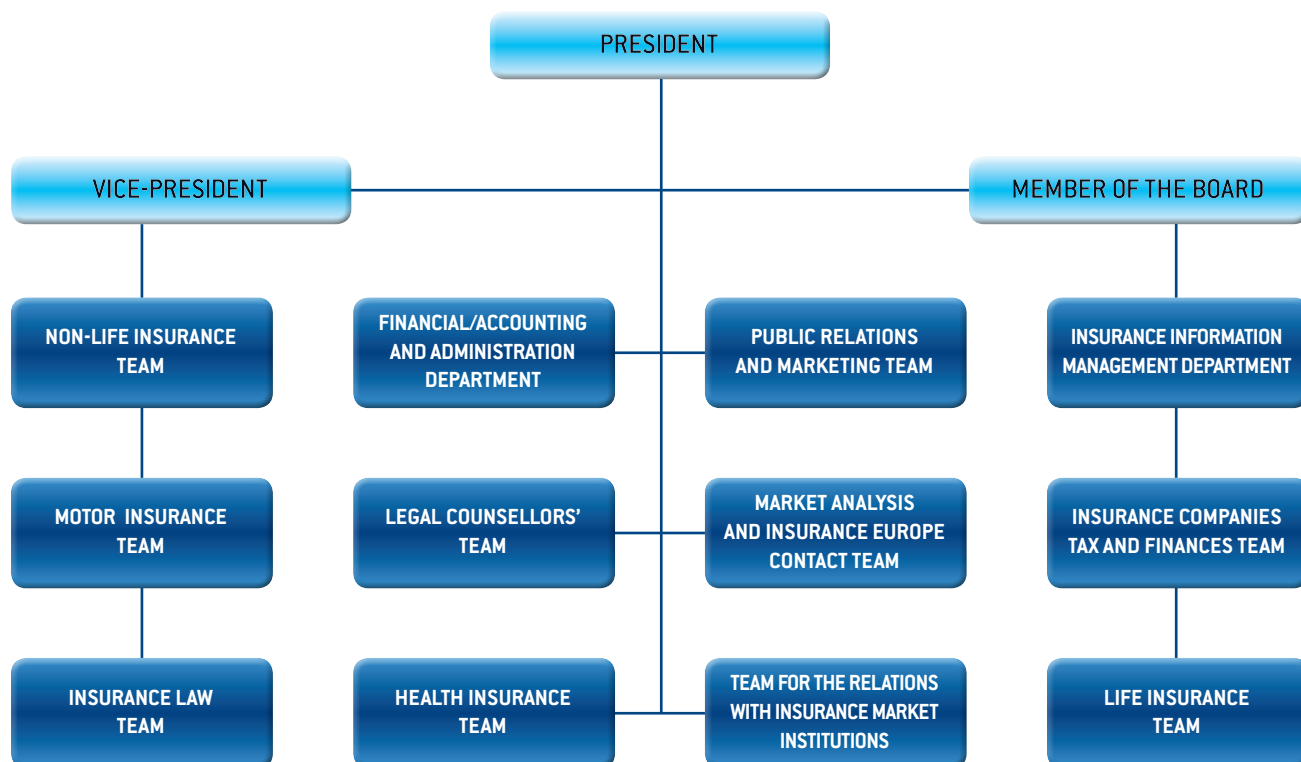 PRESIDENT
VICE-PRESIDENT
MEMBER OF THE BOARD
NON-LIFE INSURANCE
TEAM
FINANCIAL/ACCOUNTING
AND ADMINISTRATION
DEPARTMENT
PUBLIC RELATIONS
AND MARKETING TEAM
INSURANCE INFORMATION
MANAGEMENT DEPARTMENT
MOTOR INSURANCE
TEAM
LEGAL COUNSELLORS’
TEAM
MARKET ANALYSIS
AND INSURANCE EUROPE
CONTACT TEAM
INSURANCE COMPANIES
TAX AND FINANCES TEAM
INSURANCE LAW
TEAM
HEALTH INSURANCE
TEAM
TEAM FOR THE RELATIONS
WITH INSURANCE MARKET
INSTITUTIONS
LIFE INSURANCE
TEAM